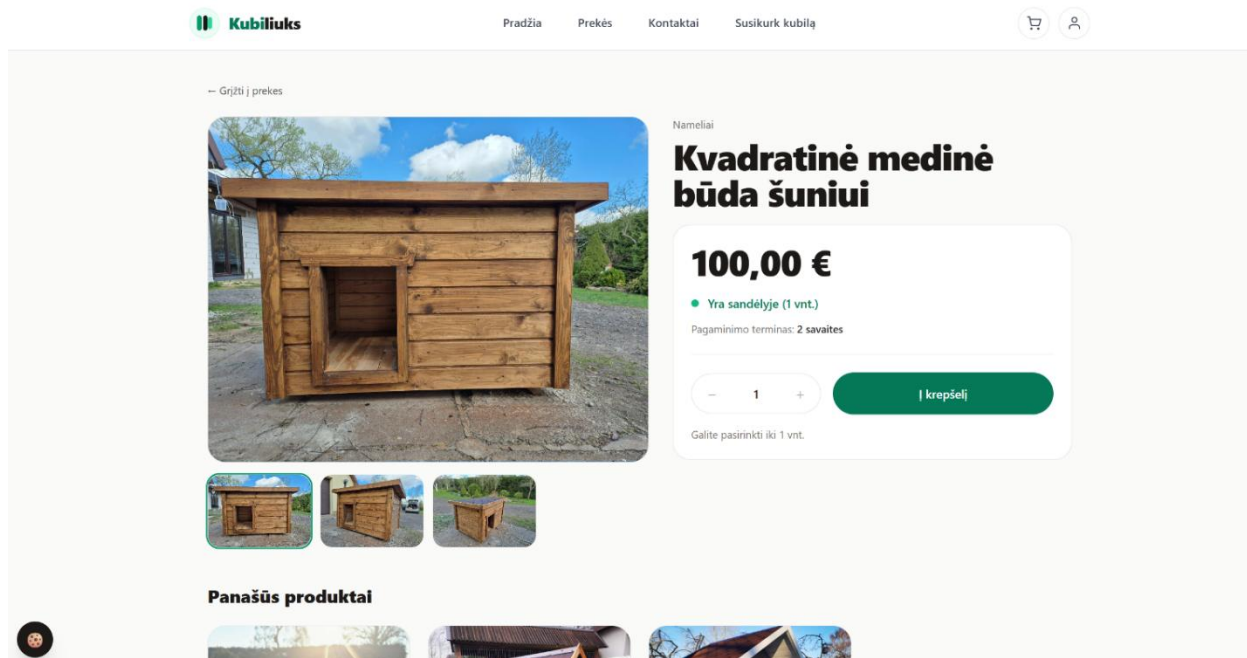 Kubiliuks
Pradžia Prekės Kontaktai Susikurk kubilą
← Grįžti į prekes
Nameliai
Kvadratinė medinė
būda šuniui
100,00 €
Yra sandėlyje (1 vnt.)
Pagaminimo terminas: 2 savaites
− 1 +
Į krepšelį
Galite pasirinkti iki 1 vnt.
Panašūs produktai